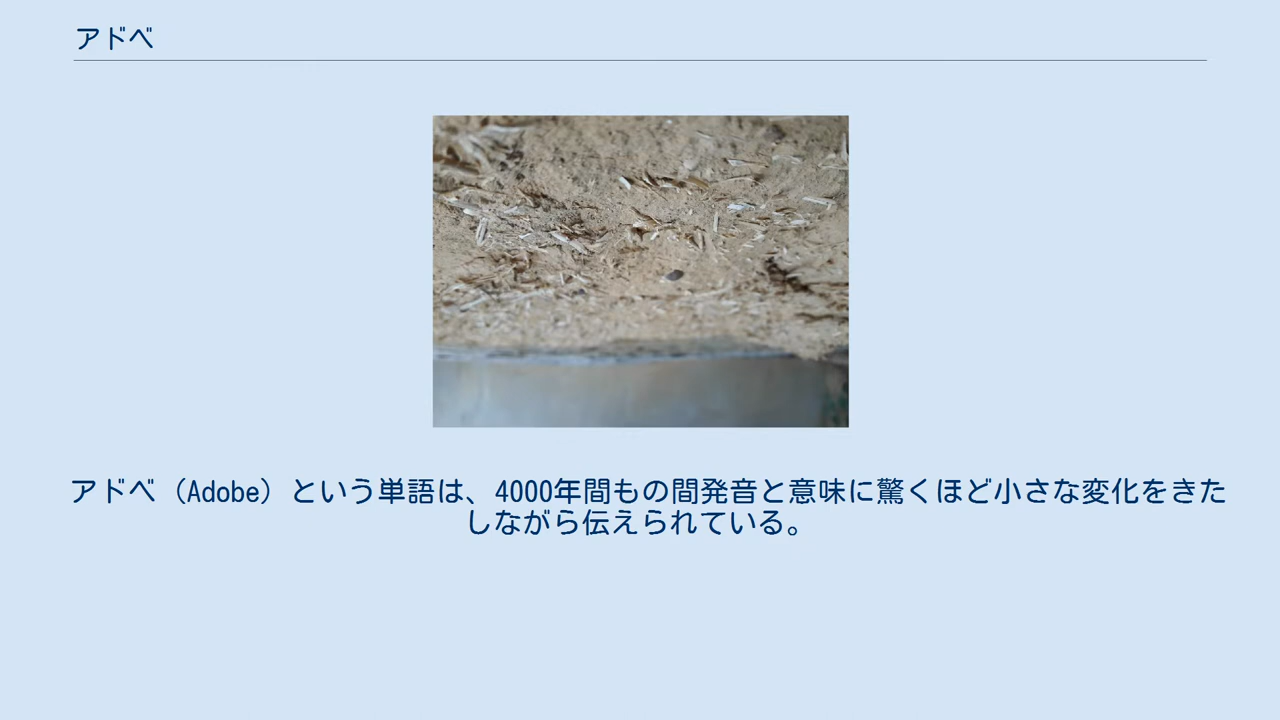 アドベ
アドベ（Adobe）という単語は、4000年間もの間発音と意味に驚くほど小さな変化をきた
しながら伝えられている。